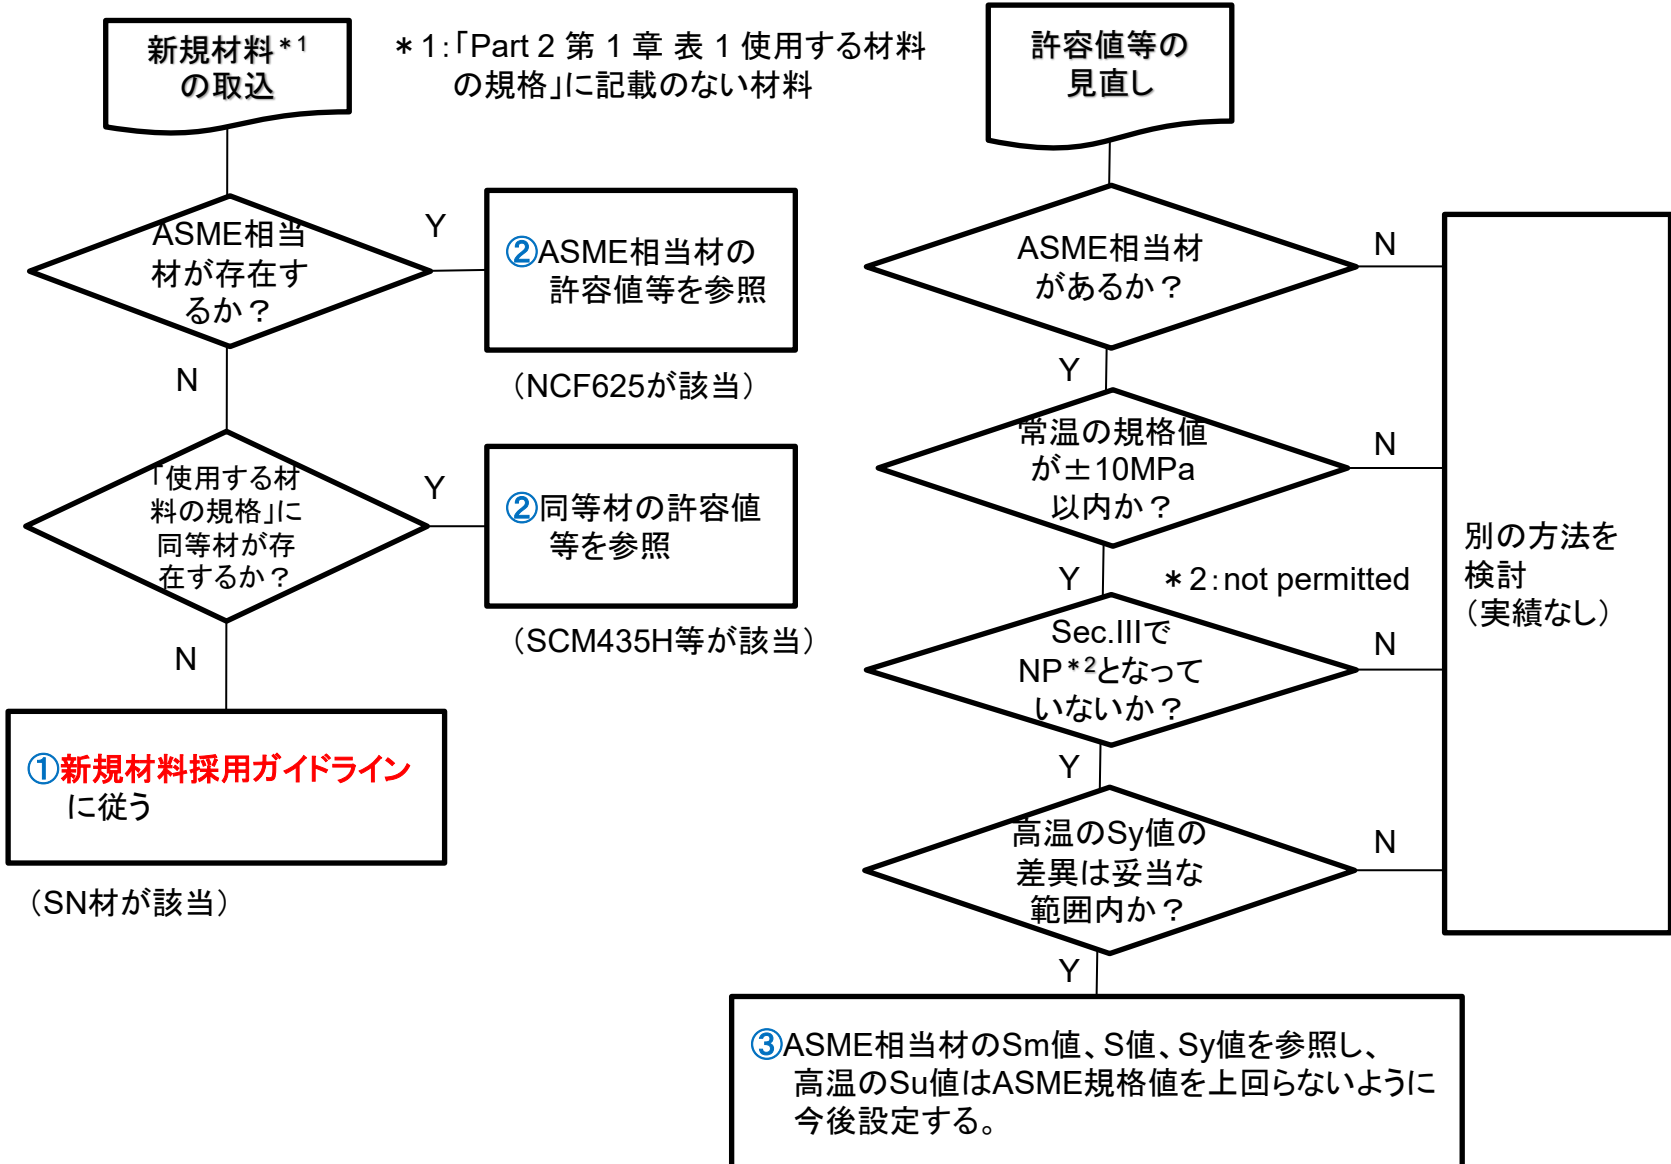 新規材料*1
の取込
*1:「Part 2 第 1 章 表 1 使用する材料
の規格」に記載のない材料
ASME相当
材が存在す
るか？
Y
②ASME相当材の
許容値等を参照
(NCF625が該当)
N
「使用する材
料の規格」に
同等材が存
在するか？
Y
②同等材の許容値
等を参照
(SCM435H等が該当)
N
①新規材料採用ガイドライン
に従う
(SN材が該当)
許容値等の
見直し
ASME相当材
があるか？
N
Y
常温の規格値
が±10MPa
以内か？
N
Y
*2:not permitted
Sec.IIIで
NP*2となって
いないか？
N
Y
高温のSy値の
差異は妥当な
範囲内か？
N
Y
別の方法を
検討
(実績なし)
③ASME相当材のSm値、S値、Sy値を参照し、
高温のSu値はASME規格値を上回らないように
今後設定する。